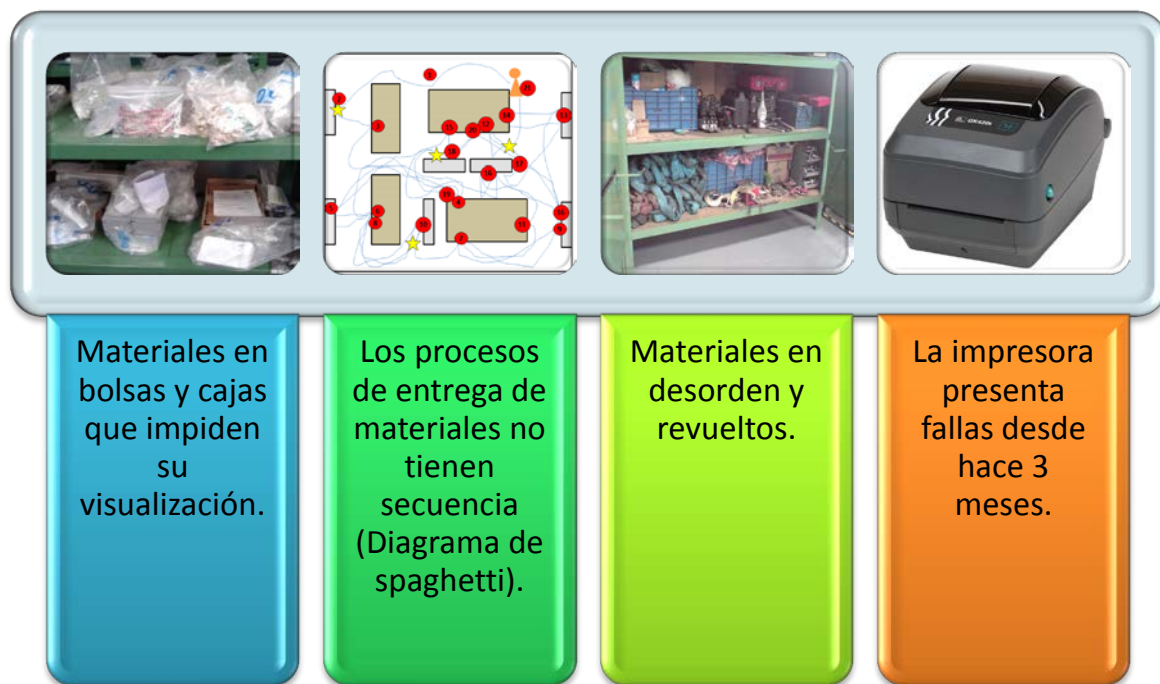 Materiales en
bolsas y cajas
que impiden
su
visualización.
Los procesos
de entrega de
materiales no
tienen
secuencia
(Diagrama de
spaghetti).
Materiales en
desorden y
revueltos.
La impresora
presenta
fallas desde
hace 3
meses.